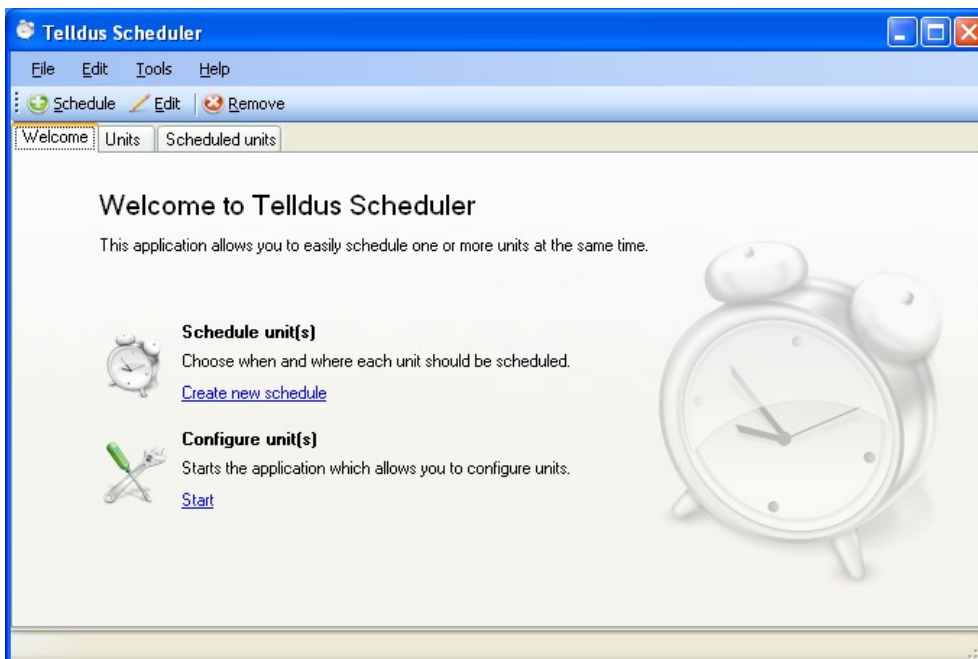 Telldus Scheduler
File Edit Tools Help
Schedule Edit Remove
Welcome Units Scheduled units
Welcome to Telldus Scheduler
This application allows you to easily schedule one or more units at the same time.
Schedule unit(s)
Choose when and where each unit should be scheduled.
Create new schedule
Configure unit(s)
Starts the application which allows you to configure units.
Start